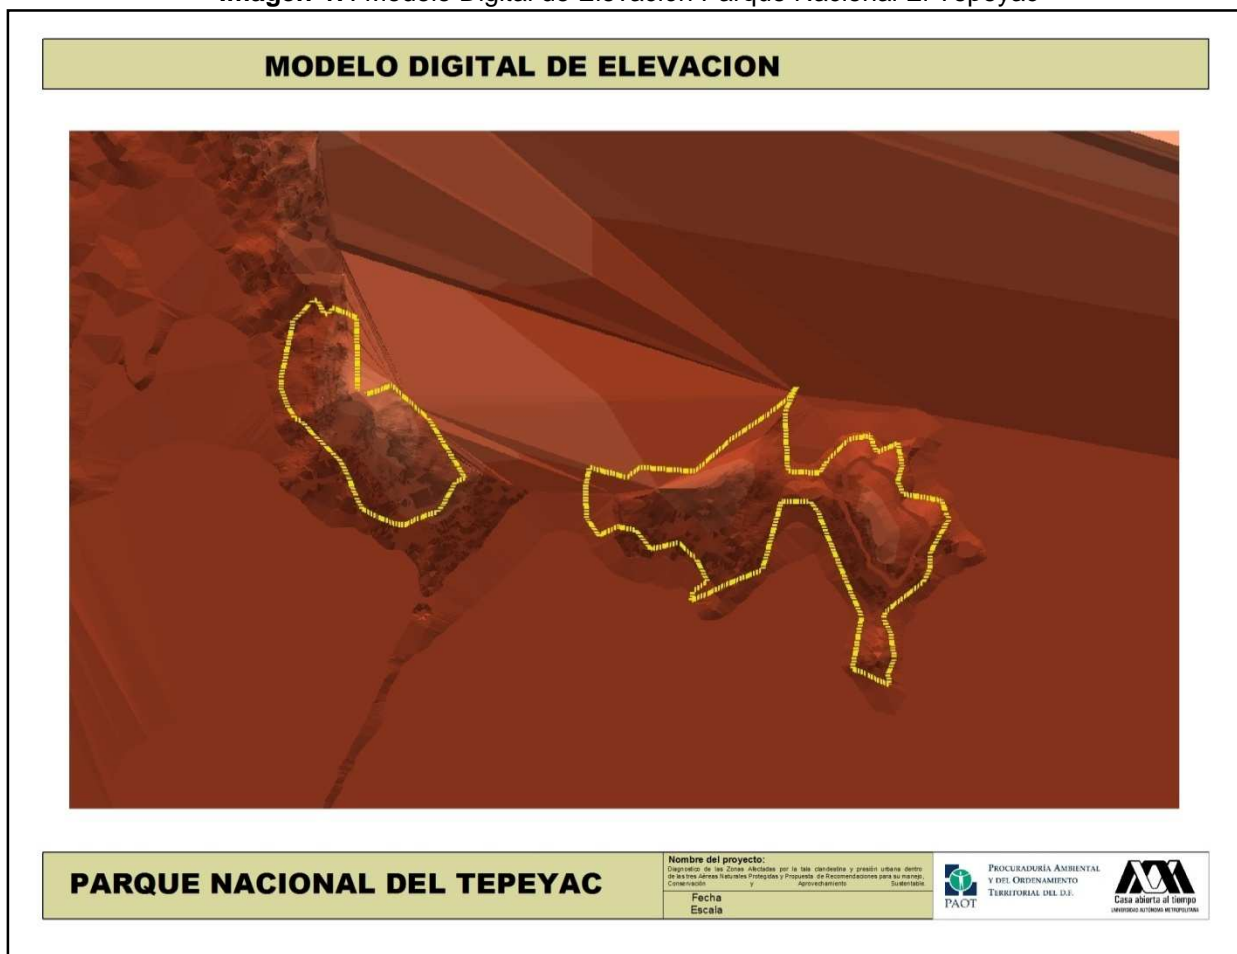 Modelo Digital de Elevación Parque Nacional El Tepeyac
MODELO DIGITAL DE ELEVACION
PARQUE NACIONAL DEL TEPEYAC
Nombre del proyecto:
Diagnostico de las Zonas Afectadas por la tala clandestina y presión urbana dentro
de las tres Aéreas Naturales Protegidas y Propuesta de Recomendaciones para su manejo,
Conservación y Aprovechamiento Sustentable
Fecha
Escala
PAOT
PROCURADURÍA AMBIENTAL
Y DEL ORDENAMIENTO
TERRITORIAL DEL D.F.
Casa abierta al tiempo
UNIVERSIDAD AUTÓNOMA METROPOLITANA